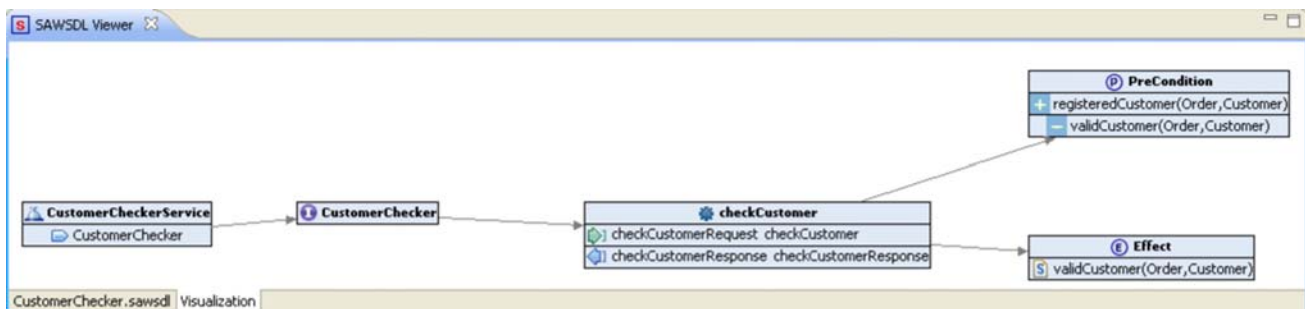 SAWSDL Viewer
P PreCondition
registeredCustomer(Order,Customer)
validCustomer(Order,Customer)
CustomerCheckerService
CustomerChecker
I CustomerChecker
checkCustomer
checkCustomerRequest checkCustomer
checkCustomerResponse checkCustomerResponse
E Effect
S validCustomer(Order,Customer)
CustomerChecker.sawsdl Visualization